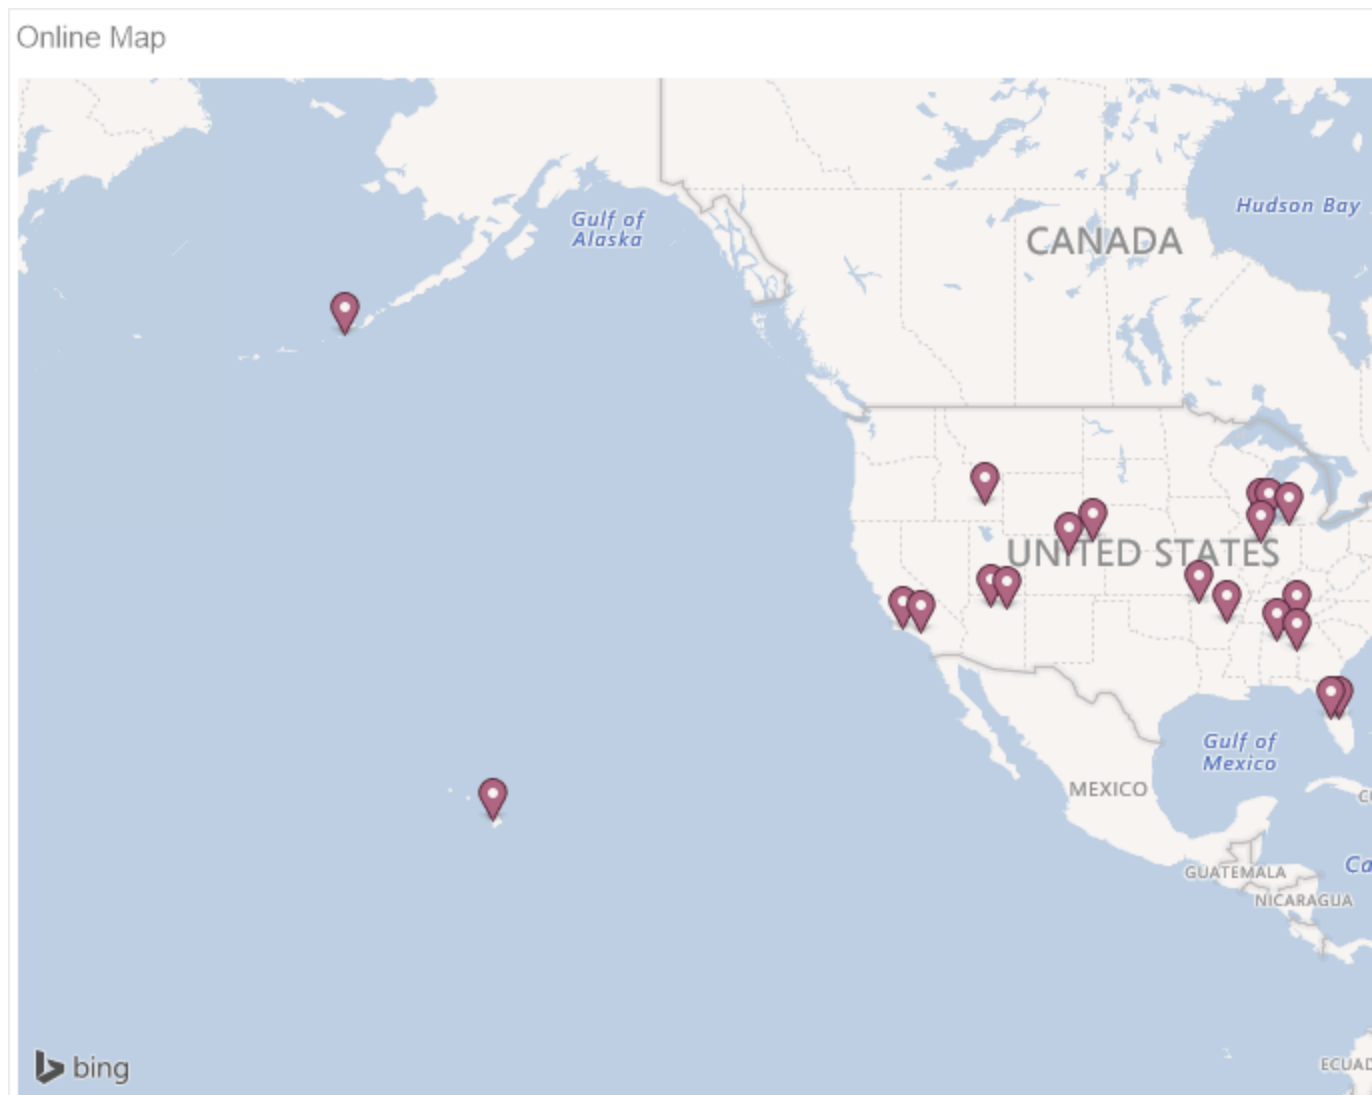 Online Map
Hudson Bay
Gulf of
Alaska
CANADA
UNITED STATES
Gulf of
Mexico
MEXICO
GUATEMALA
NICARAGUA
bing